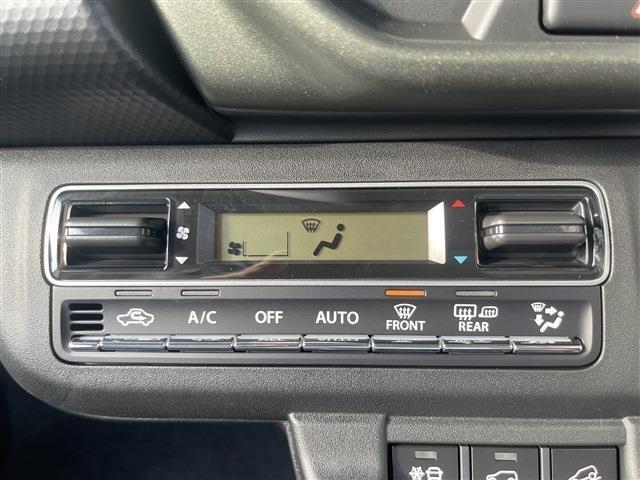 A/C OFF AUTO FRONT REAR